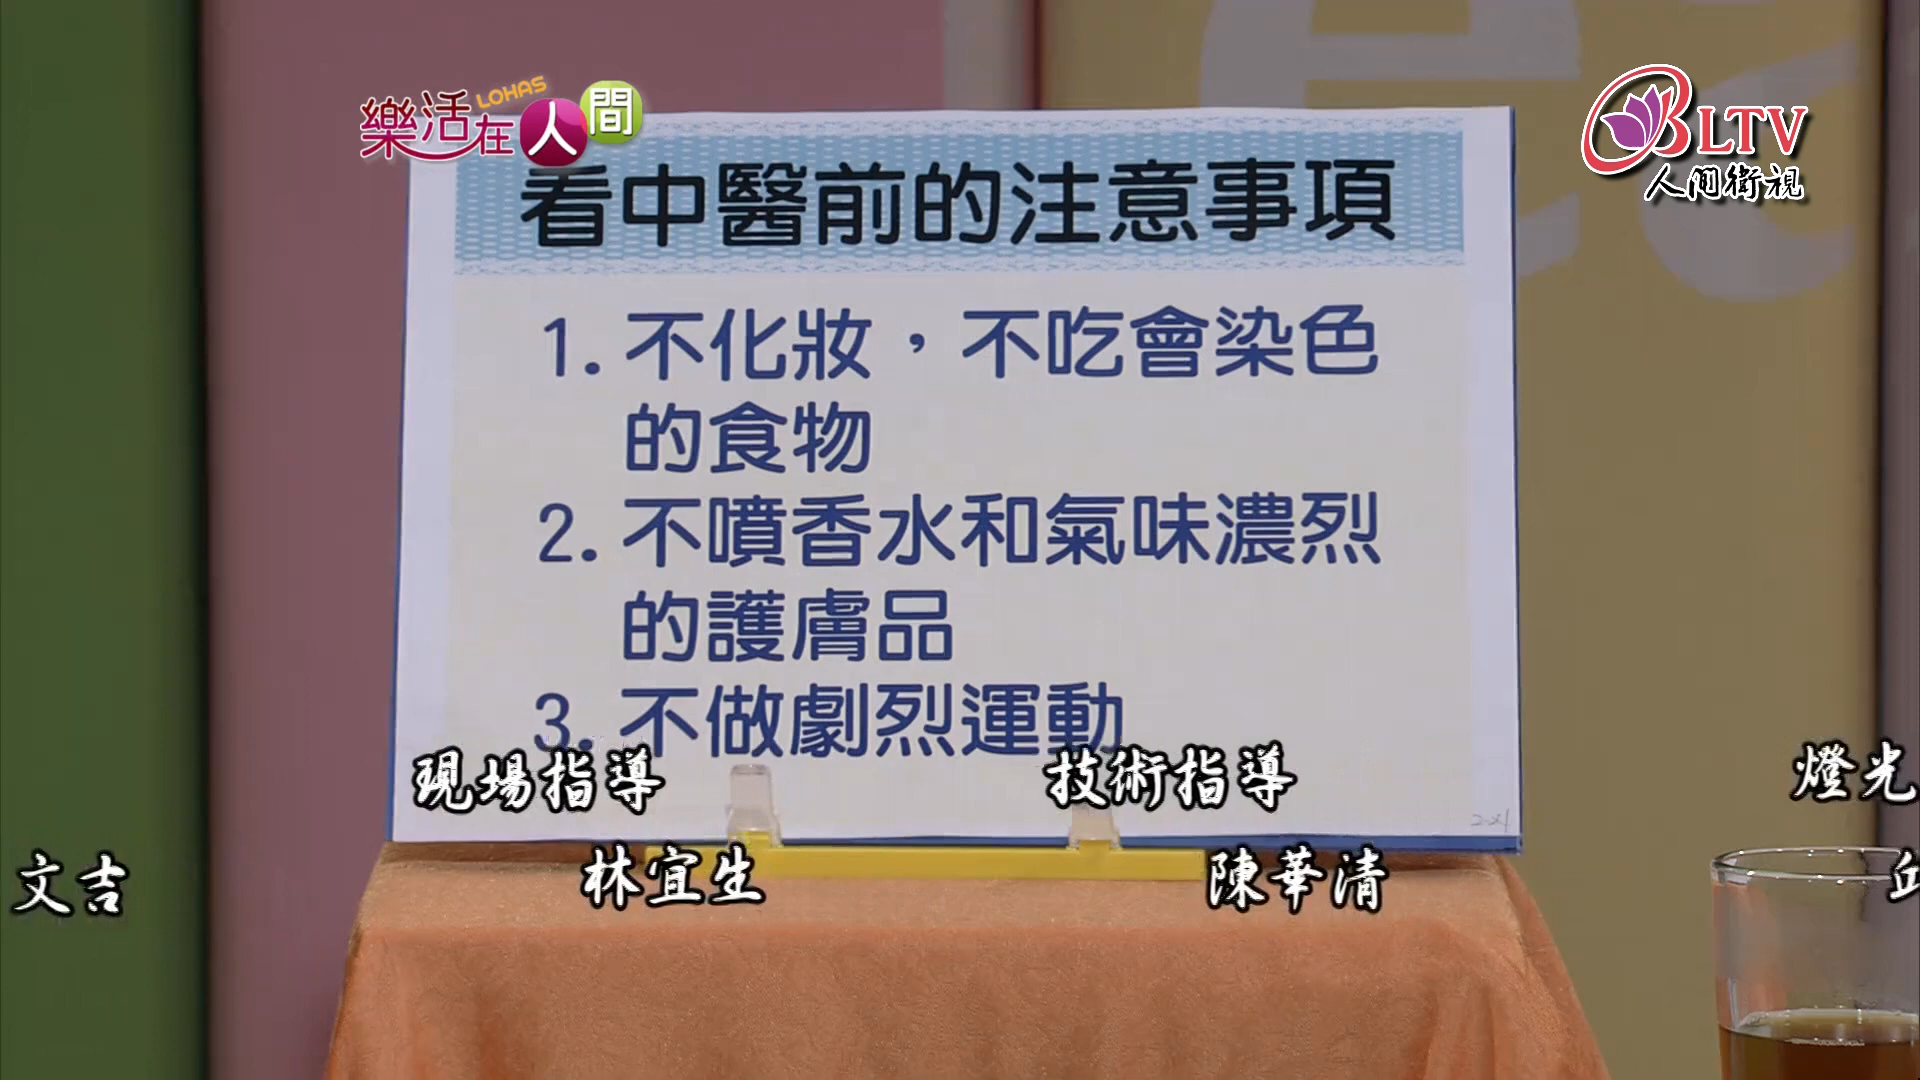 樂活在人間
LOHAS
BLTV
人間衛視
看中醫前的注意事項
1. 不化妝，不吃會染色
的食物
2. 不噴香水和氣味濃烈
的護膚品
3. 不做劇烈運動
現場指導
技術指導
燈光
文吉
林宜生
陳華清
丘